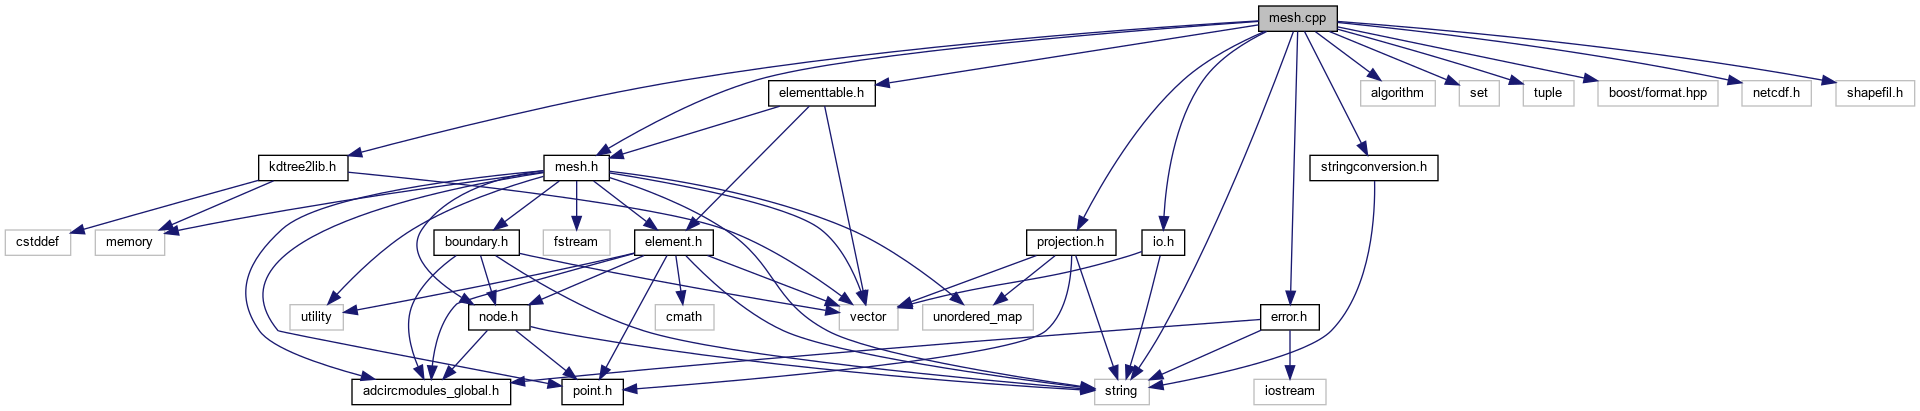 mesh.cpp
elementtable.h
algorithm
set
tuple
boost/format.hpp
netcdf.h
shapefil.h
kdtree2lib.h
mesh.h
stringconversion.h
cstddef
memory
boundary.h
fstream
element.h
projection.h
io.h
utility
node.h
cmath
vector
unordered_map
error.h
adcircmodules_global.h
point.h
string
iostream